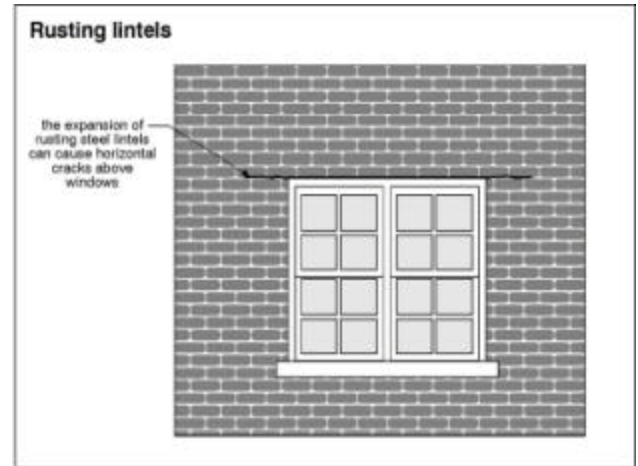 Rusting lintels
the expansion of
rusting steel lintels
can cause horizontal
cracks above
windows